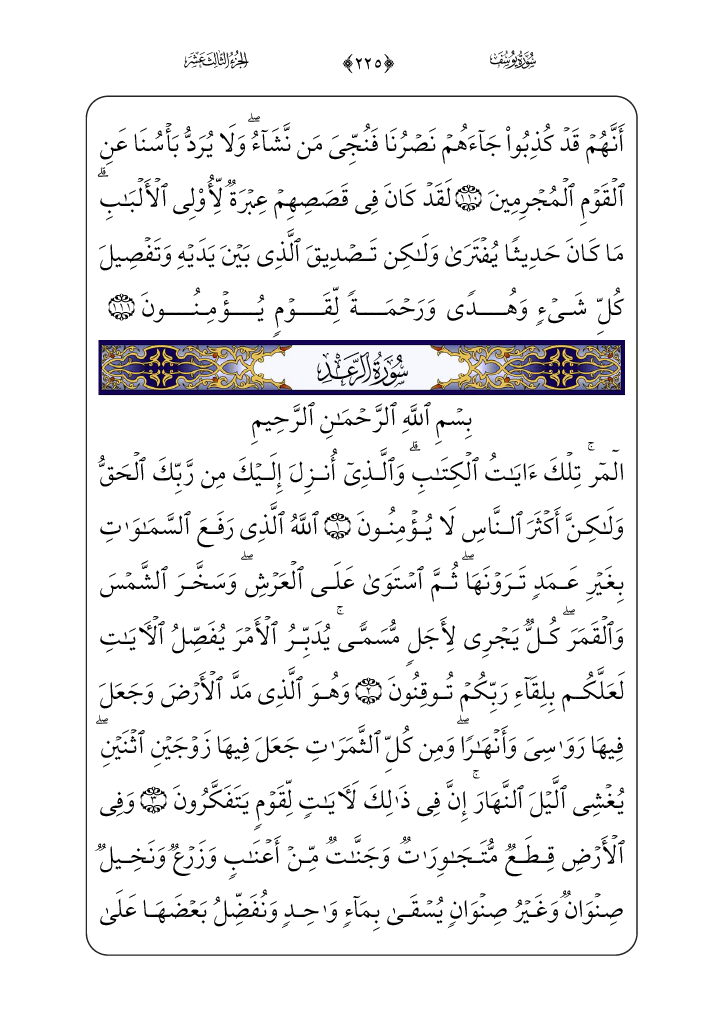 سُورَةُ يُوسُفَ ﴿٢٢٥﴾ الجُزءُ الثَّالِثَ عَشَرَ
أَنَّهُمۡ قَدۡ كُذِبُواْ جَآءَهُمۡ نَصۡرُنَا فَنُجِّيَ مَن نَّشَآءُۖ وَلَا يُرَدُّ بَأۡسُنَا عَنِ
ٱلۡقَوۡمِ ٱلۡمُجۡرِمِينَ ١١٠ لَقَدۡ كَانَ فِي قَصَصِهِمۡ عِبۡرَةٞ لِّأُوْلِي ٱلۡأَلۡبَٰبِۗ
مَا كَانَ حَدِيثٗا يُفۡتَرَىٰ وَلَٰكِن تَصۡدِيقَ ٱلَّذِي بَيۡنَ يَدَيۡهِ وَتَفۡصِيلَ
كُلِّ شَيۡءٖ وَهُدٗى وَرَحۡمَةٗ لِّقَوۡمٖ يُؤۡمِنُونَ ١١١
سُورَةُ الرَّعۡدِ
بِسۡمِ ٱللَّهِ ٱلرَّحۡمَٰنِ ٱلرَّحِيمِ
الٓمٓرۚ تِلۡكَ ءَايَٰتُ ٱلۡكِتَٰبِۗ وَٱلَّذِيٓ أُنزِلَ إِلَيۡكَ مِن رَّبِّكَ ٱلۡحَقُّ
وَلَٰكِنَّ أَكۡثَرَ ٱلنَّاسِ لَا يُؤۡمِنُونَ ١ ٱللَّهُ ٱلَّذِي رَفَعَ ٱلسَّمَٰوَٰتِ
بِغَيۡرِ عَمَدٖ تَرَوۡنَهَاۖ ثُمَّ ٱسۡتَوَىٰ عَلَى ٱلۡعَرۡشِۖ وَسَخَّرَ ٱلشَّمۡسَ
وَٱلۡقَمَرَۖ كُلّٞ يَجۡرِي لِأَجَلٖ مُّسَمّٗىۚ يُدَبِّرُ ٱلۡأَمۡرَ يُفَصِّلُ ٱلۡأٓيَٰتِ
لَعَلَّكُم بِلِقَآءِ رَبِّكُمۡ تُوقِنُونَ ٢ وَهُوَ ٱلَّذِي مَدَّ ٱلۡأَرۡضَ وَجَعَلَ
فِيهَا رَوَٰسِيَ وَأَنۡهَٰرٗاۖ وَمِن كُلِّ ٱلثَّمَرَٰتِ جَعَلَ فِيهَا زَوۡجَيۡنِ ٱثۡنَيۡنِۖ
يُغۡشِي ٱلَّيۡلَ ٱلنَّهَارَۚ إِنَّ فِي ذَٰلِكَ لَأٓيَٰتٖ لِّقَوۡمٖ يَتَفَكَّرُونَ ٣ وَفِي
ٱلۡأَرۡضِ قِطَعٞ مُّتَجَٰوِرَٰتٞ وَجَنَّٰتٞ مِّنۡ أَعۡنَٰبٖ وَزَرۡعٞ وَنَخِيلٞ
صِنۡوَانٞ وَغَيۡرُ صِنۡوَانٖ يُسۡقَىٰ بِمَآءٖ وَٰحِدٖ وَنُفَضِّلُ بَعۡضَهَا عَلَىٰ